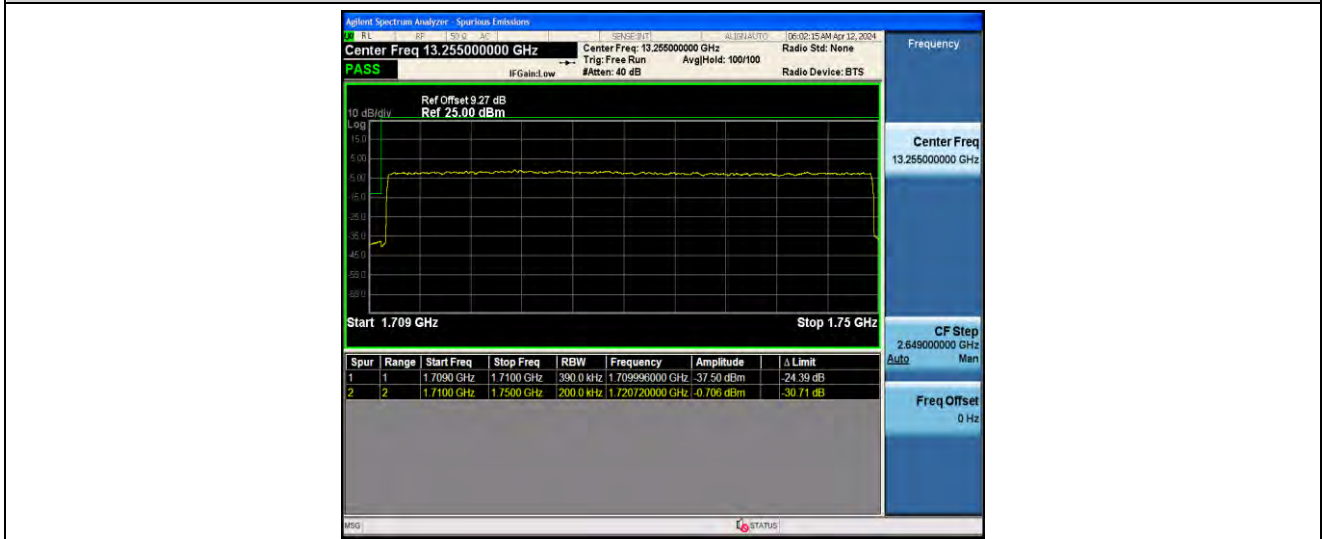 Agilent Spectrum Analyzer - Spurious Emissions
RL RF 50 Ω AC SENSE:INT ALIGNAUTO 06:02:15 AM Apr 12, 2024
Center Freq 13.255000000 GHz Center Freq: 13.255000000 GHz Radio Std: None
Trig: Free Run Avg|Hold: 100/100
PASS IFGain:Low #Atten: 40 dB Radio Device: BTS
Frequency
Ref Offset 9.27 dB
10 dB/div Ref 25.00 dBm
Log
15.0
5.00
-5.00
-15.0
-25.0
-35.0
-45.0
-55.0
-65.0
Start 1.709 GHz Stop 1.75 GHz
Center Freq
13.255000000 GHz
CF Step
2.649000000 GHz
Auto Man
Freq Offset
0 Hz
Spur Range Start Freq Stop Freq RBW Frequency Amplitude Δ Limit
1 1 1.7090 GHz 1.7100 GHz 390.0 kHz 1.709996000 GHz -37.50 dBm -24.39 dB
2 2 1.7100 GHz 1.7500 GHz 200.0 kHz 1.720720000 GHz -0.706 dBm -30.71 dB
MSG STATUS